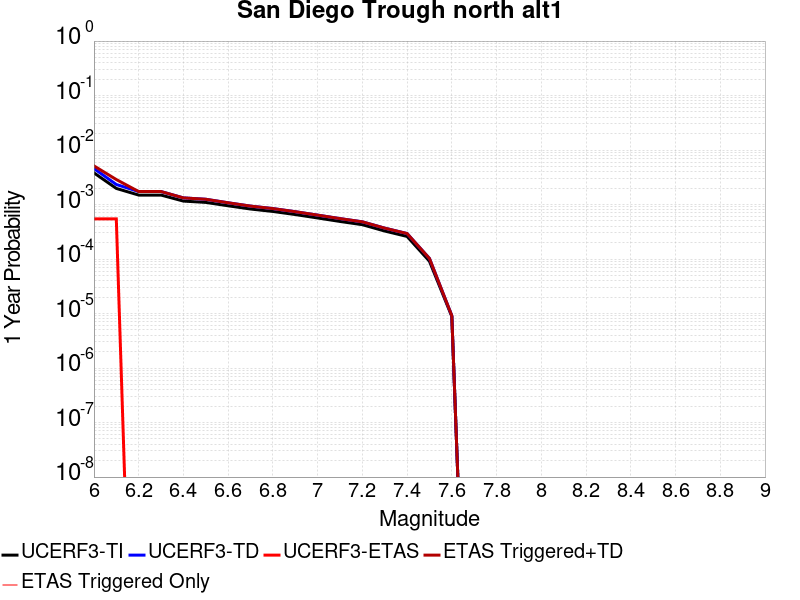 San Diego Trough north alt1
10^0
10^-1
10^-2
10^-3
10^-4
10^-5
10^-6
10^-7
10^-8
1 Year Probability
6 6.2 6.4 6.6 6.8 7 7.2 7.4 7.6 7.8 8 8.2 8.4 8.6 8.8 9
Magnitude
UCERF3-TI UCERF3-TD UCERF3-ETAS ETAS Triggered+TD
ETAS Triggered Only